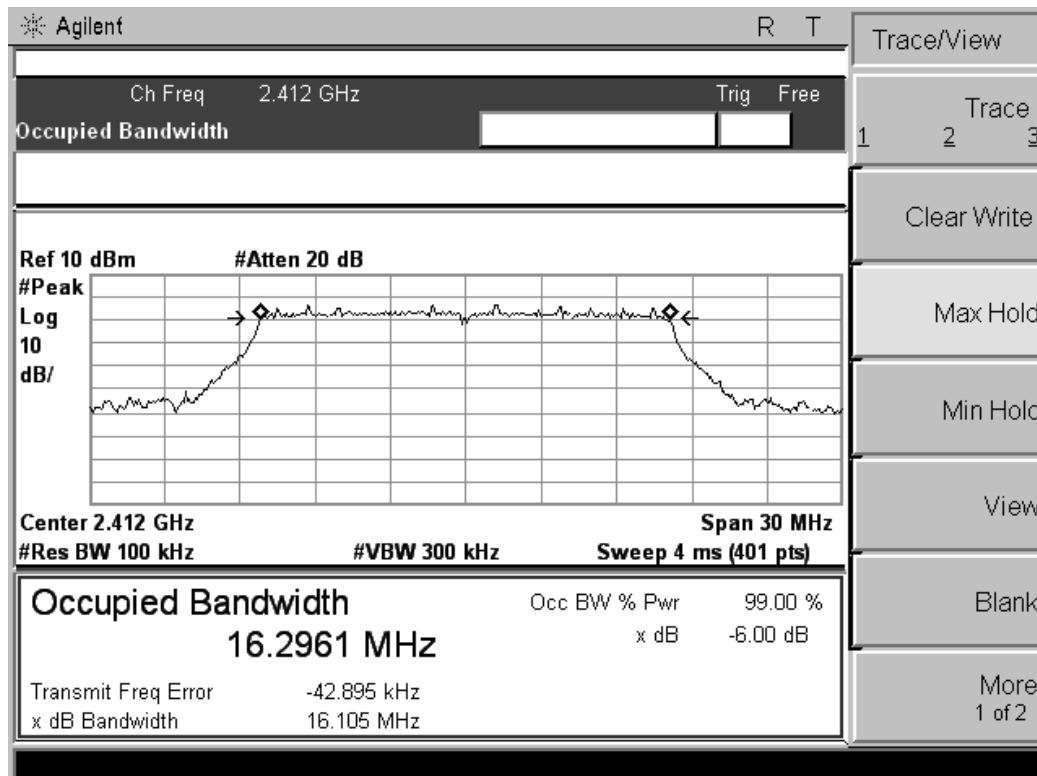 Agilent R T
Trace/View
Ch Freq 2.412 GHz Trig Free
Occupied Bandwidth
Trace
1 2 3
Clear Write
Max Hold
Min Hold
View
Blank
More
1 of 2
Ref 10 dBm #Atten 20 dB
#Peak
Log
10
dB/
Center 2.412 GHz Span 30 MHz
#Res BW 100 kHz #VBW 300 kHz Sweep 4 ms (401 pts)
Occupied Bandwidth Occ BW % Pwr 99.00 %
16.2961 MHz x dB -6.00 dB
Transmit Freq Error -42.895 kHz
x dB Bandwidth 16.105 MHz